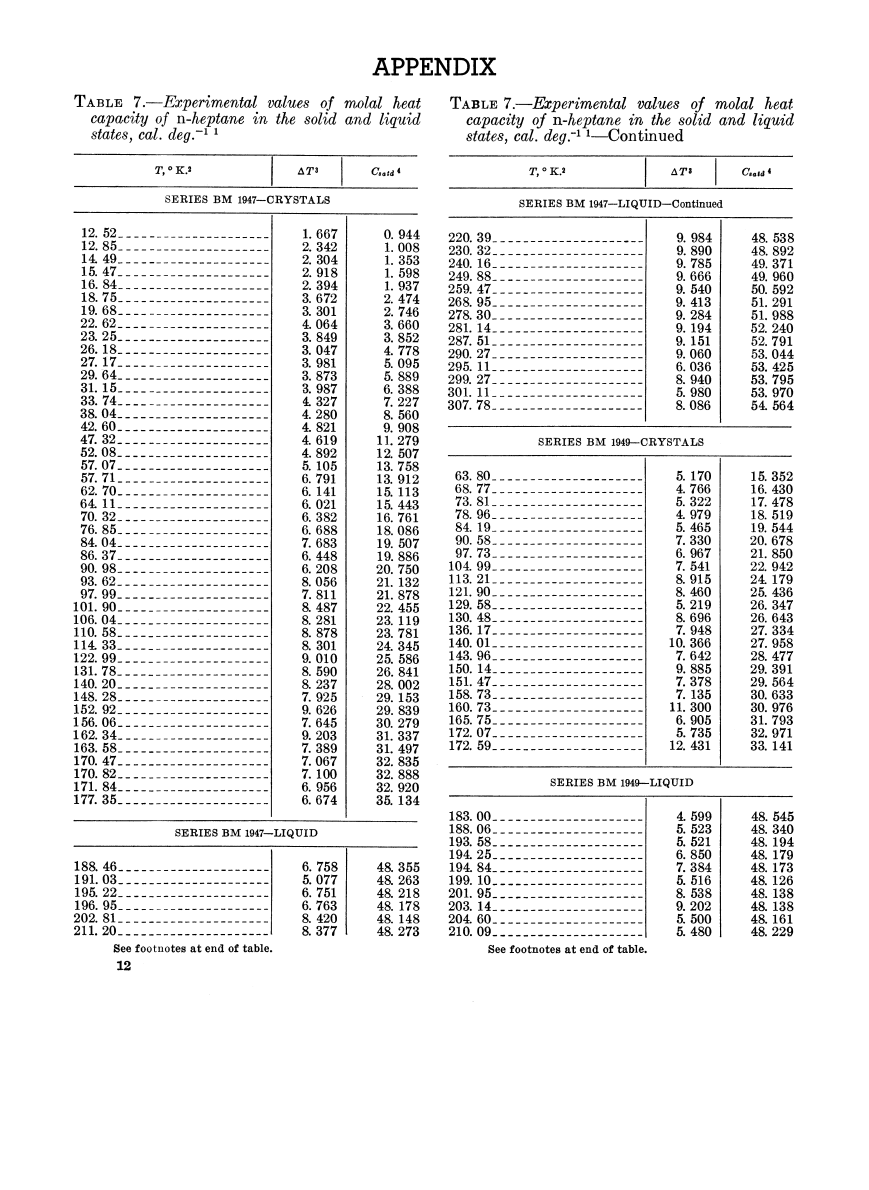 APPENDIX
TABLE 7.—Experimental values of molal heat
capacity of n-heptane in the solid and liquid
states, cal. deg.⁻¹ ¹
T, ° K.² ΔT³ Csatd ⁴
SERIES BM 1947—CRYSTALS
12. 52 1. 667 0. 944
12. 85 2. 342 1. 008
14. 49 2. 304 1. 353
15. 47 2. 918 1. 598
16. 84 2. 394 1. 937
18. 75 3. 672 2. 474
19. 68 3. 301 2. 746
22. 62 4. 064 3. 660
23. 25 3. 849 3. 852
26. 18 3. 047 4. 778
27. 17 3. 981 5. 095
29. 64 3. 873 5. 889
31. 15 3. 987 6. 388
33. 74 4. 327 7. 227
38. 04 4. 280 8. 560
42. 60 4. 821 9. 908
47. 32 4. 619 11. 279
52. 08 4. 892 12. 507
57. 07 5. 105 13. 758
57. 71 6. 791 13. 912
62. 70 6. 141 15. 113
64. 11 6. 021 15. 443
70. 32 6. 382 16. 761
76. 85 6. 688 18. 086
84. 04 7. 683 19. 507
86. 37 6. 448 19. 886
90. 98 6. 208 20. 750
93. 62 8. 056 21. 132
97. 99 7. 811 21. 878
101. 90 8. 487 22. 455
106. 04 8. 281 23. 119
110. 58 8. 878 23. 781
114. 33 8. 301 24. 345
122. 99 9. 010 25. 586
131. 78 8. 590 26. 841
140. 20 8. 237 28. 002
148. 28 7. 925 29. 153
152. 92 9. 626 29. 839
156. 06 7. 645 30. 279
162. 34 9. 203 31. 337
163. 58 7. 389 31. 497
170. 47 7. 067 32. 835
170. 82 7. 100 32. 888
171. 84 6. 956 32. 920
177. 35 6. 674 35. 134
SERIES BM 1947—LIQUID
188. 46 6. 758 48. 355
191. 03 5. 077 48. 263
195. 22 6. 751 48. 218
196. 95 6. 763 48. 178
202. 81 8. 420 48. 148
211. 20 8. 377 48. 273
See footnotes at end of table.
12
TABLE 7.—Experimental values of molal heat
capacity of n-heptane in the solid and liquid
states, cal. deg.⁻¹ ¹—Continued
T, ° K.² ΔT³ Csatd ⁴
SERIES BM 1947—LIQUID—Continued
220. 39 9. 984 48. 538
230. 32 9. 890 48. 892
240. 16 9. 785 49. 371
249. 88 9. 666 49. 960
259. 47 9. 540 50. 592
268. 95 9. 413 51. 291
278. 30 9. 284 51. 988
281. 14 9. 194 52. 240
287. 51 9. 151 52. 791
290. 27 9. 060 53. 044
295. 11 6. 036 53. 425
299. 27 8. 940 53. 795
301. 11 5. 980 53. 970
307. 78 8. 086 54. 564
SERIES BM 1949—CRYSTALS
63. 80 5. 170 15. 352
68. 77 4. 766 16. 430
73. 81 5. 322 17. 478
78. 96 4. 979 18. 519
84. 19 5. 465 19. 544
90. 58 7. 330 20. 678
97. 73 6. 967 21. 850
104. 99 7. 541 22. 942
113. 21 8. 915 24. 179
121. 90 8. 460 25. 436
129. 58 5. 219 26. 347
130. 48 8. 696 26. 643
136. 17 7. 948 27. 334
140. 01 10. 366 27. 958
143. 96 7. 642 28. 477
150. 14 9. 885 29. 391
151. 47 7. 378 29. 564
158. 73 7. 135 30. 633
160. 73 11. 300 30. 976
165. 75 6. 905 31. 793
172. 07 5. 735 32. 971
172. 59 12. 431 33. 141
SERIES BM 1949—LIQUID
183. 00 4. 599 48. 545
188. 06 5. 523 48. 340
193. 58 5. 521 48. 194
194. 25 6. 850 48. 179
194. 84 7. 384 48. 173
199. 10 5. 516 48. 126
201. 95 8. 538 48. 138
203. 14 9. 202 48. 138
204. 60 5. 500 48. 161
210. 09 5. 480 48. 229
See footnotes at end of table.